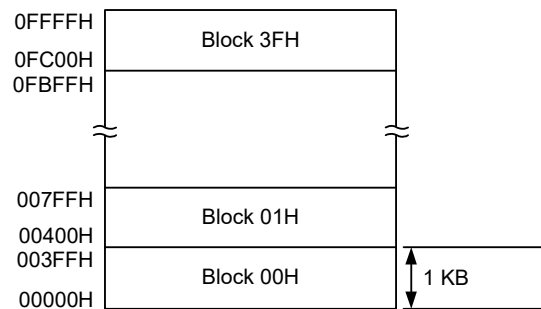 0FFFFH
Block 3FH
0FC00H
0FBFFH
007FFH
Block 01H
00400H
003FFH
Block 00H
1 KB
00000H